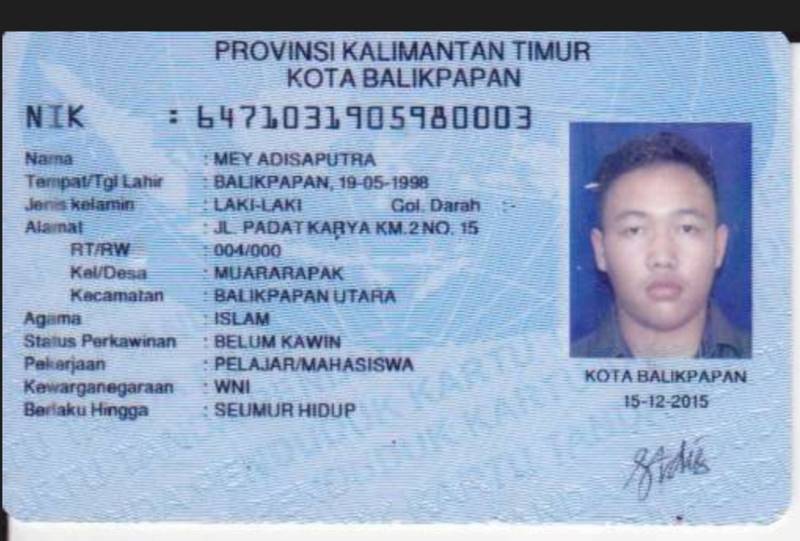 PROVINSI KALIMANTAN TIMUR
KOTA BALIKPAPAN
NIK : 6471031905980003
Nama : MEY ADISAPUTRA
Tempat/Tgl Lahir : BALIKPAPAN, 19-05-1998
Jenis kelamin : LAKI-LAKI Gol. Darah : -
Alamat : JL. PADAT KARYA KM.2 NO. 15
RT/RW : 004/000
Kel/Desa : MUARARAPAK
Kecamatan : BALIKPAPAN UTARA
Agama : ISLAM
Status Perkawinan : BELUM KAWIN
Pekerjaan : PELAJAR/MAHASISWA
Kewarganegaraan : WNI
Berlaku Hingga : SEUMUR HIDUP
KOTA BALIKPAPAN
15-12-2015